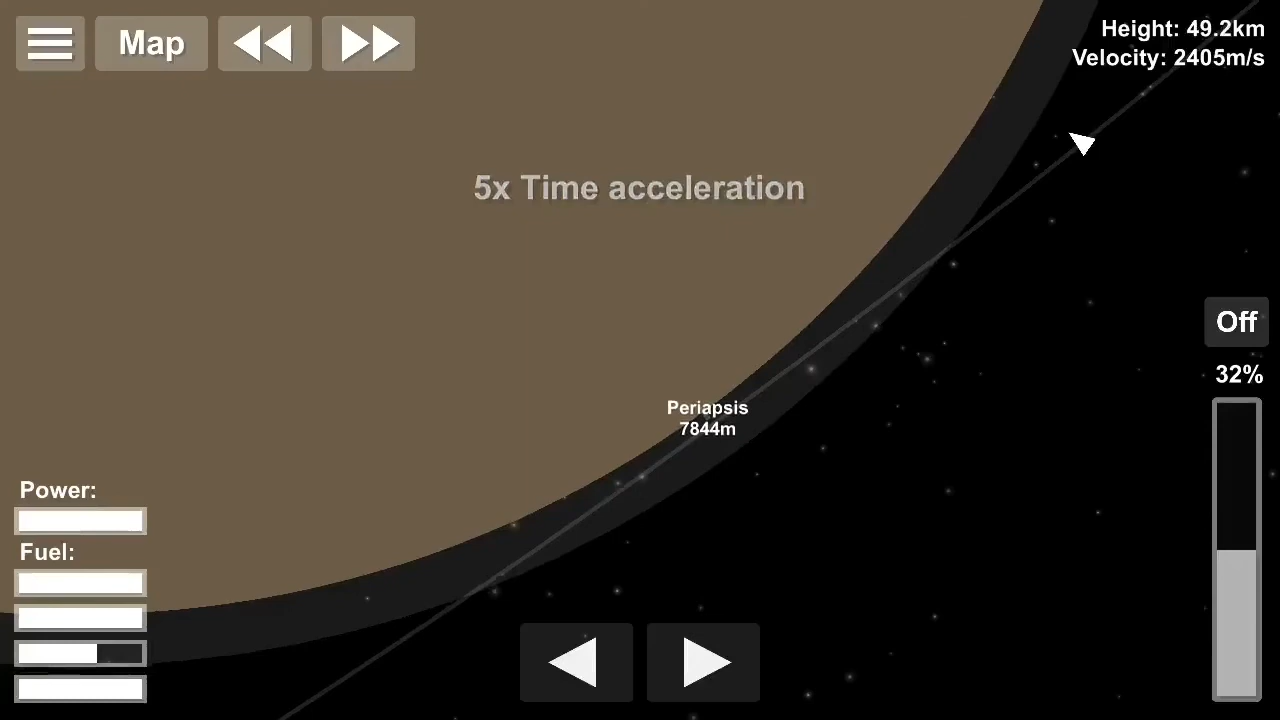 Map
Height: 49.2km
Velocity: 2405m/s
5x Time acceleration
Off
32%
Periapsis
7844m
Power:
Fuel: